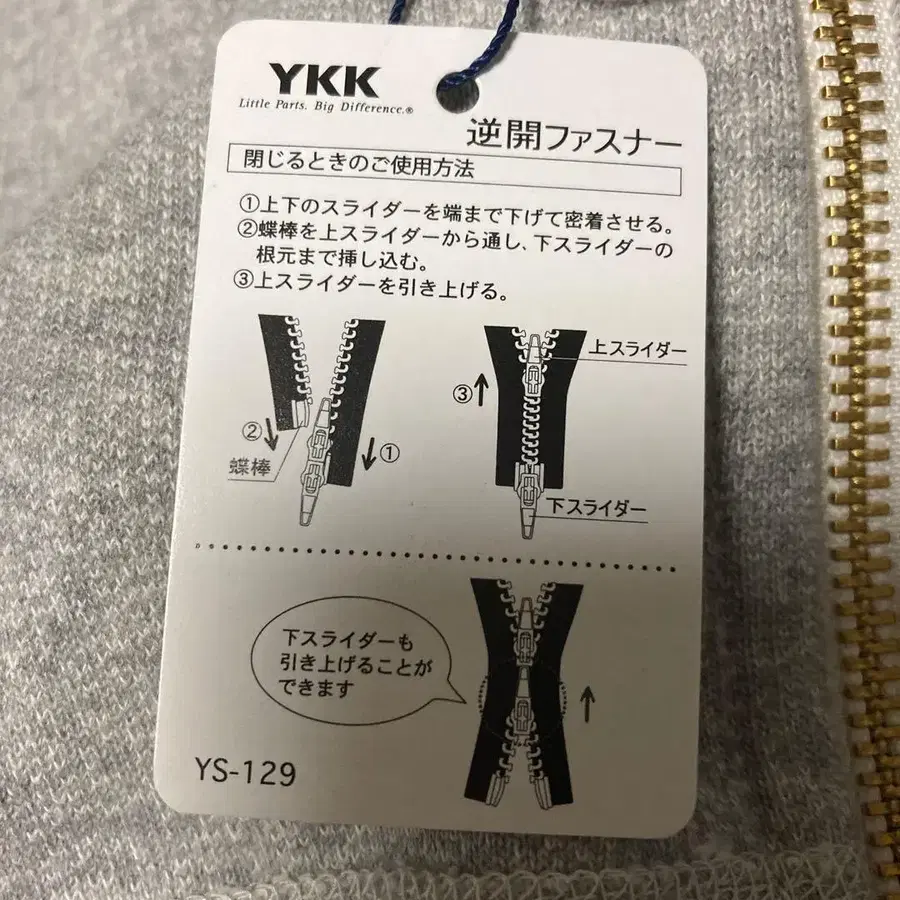 YKK
Little Parts. Big Difference.®
逆開ファスナー
閉じるときのご使用方法
①上下のスライダーを端まで下げて密着させる。
②蝶棒を上スライダーから通し、下スライダーの
根元まで挿し込む。
③上スライダーを引き上げる。
②
蝶棒
①
③
上スライダー
下スライダー
下スライダーも
引き上げることが
できます
YS-129